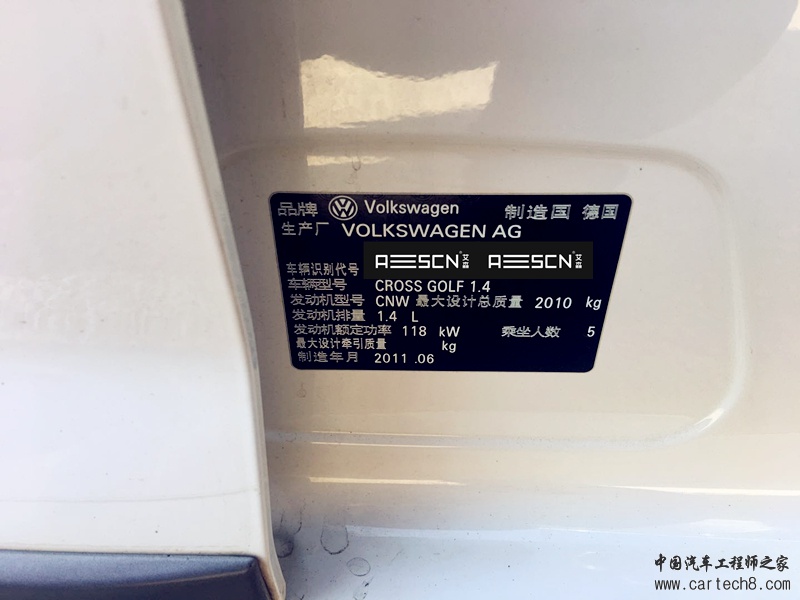 品牌 Volkswagen 制造国 德国
生产厂 VOLKSWAGEN AG
车辆识别代号 AESCN 艾森 AESCN 艾森
车辆型号 CROSS GOLF 1.4
发动机型号 CNW 最大设计总质量 2010 kg
发动机排量 1.4 L
发动机额定功率 118 kW 乘坐人数 5
最大设计牵引质量 kg
制造年月 2011 .06
中国汽车工程师之家
www.cartech8.com